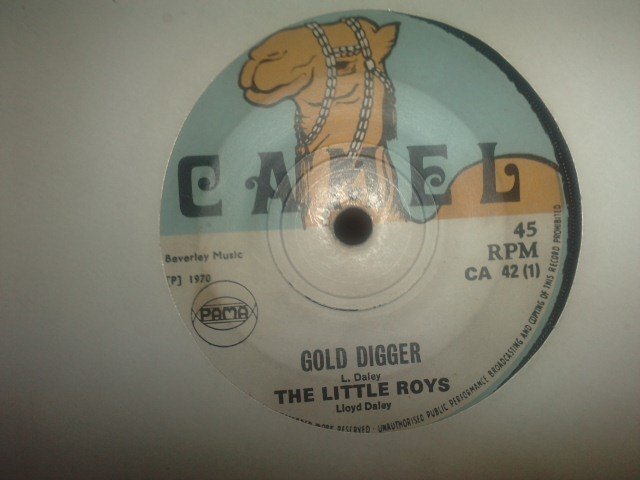 CAMEL
Beverley Music
[P] 1970
PAMA
45
RPM
CA 42 (1)
GOLD DIGGER
L. Daley
THE LITTLE ROYS
Lloyd Daley
RESERVED · UNAUTHORISED PUBLIC PERFORMANCE BROADCASTING AND COPYING OF THIS RECORD PROHIBITED